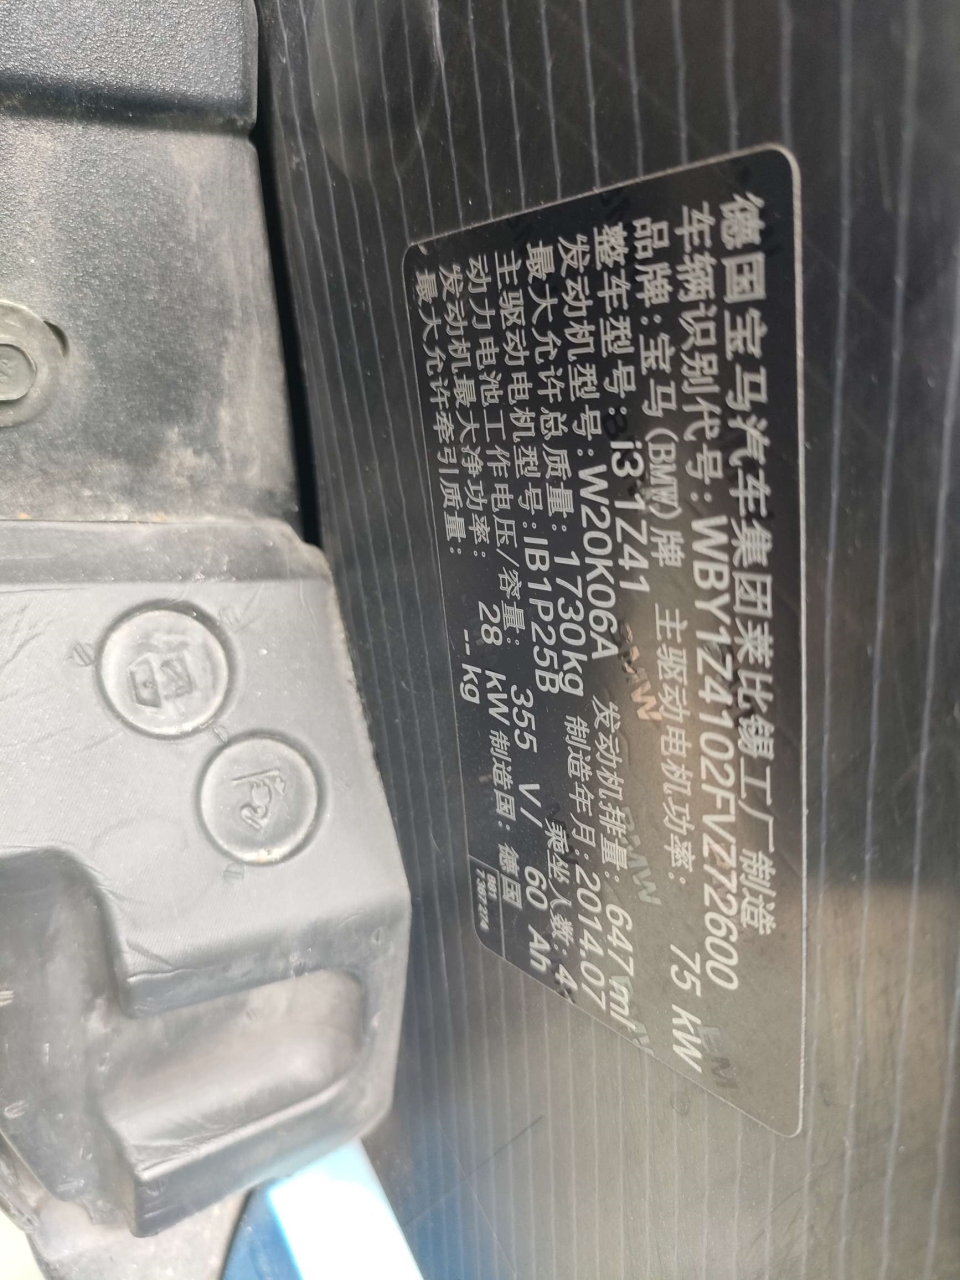 德国宝马汽车集团莱比锡工厂制造
车辆识别代号:WBY1Z4102FVZ72600
品牌:宝马(BMW)牌 主驱动电机功率: 75 kW
整车型号:i3 1Z41
发动机型号:W20K06A 发动机排量: 647 ml
最大允许总质量: 1730kg 制造年月:2014.07
主驱动电机型号:IB1P25B 乘坐人数:4
动力电池工作电压/容量: 355 V/ 60 Ah
发动机最大净功率: 28 kW 制造国:德国
最大允许牵引质量: -- kg
001
7 307 274